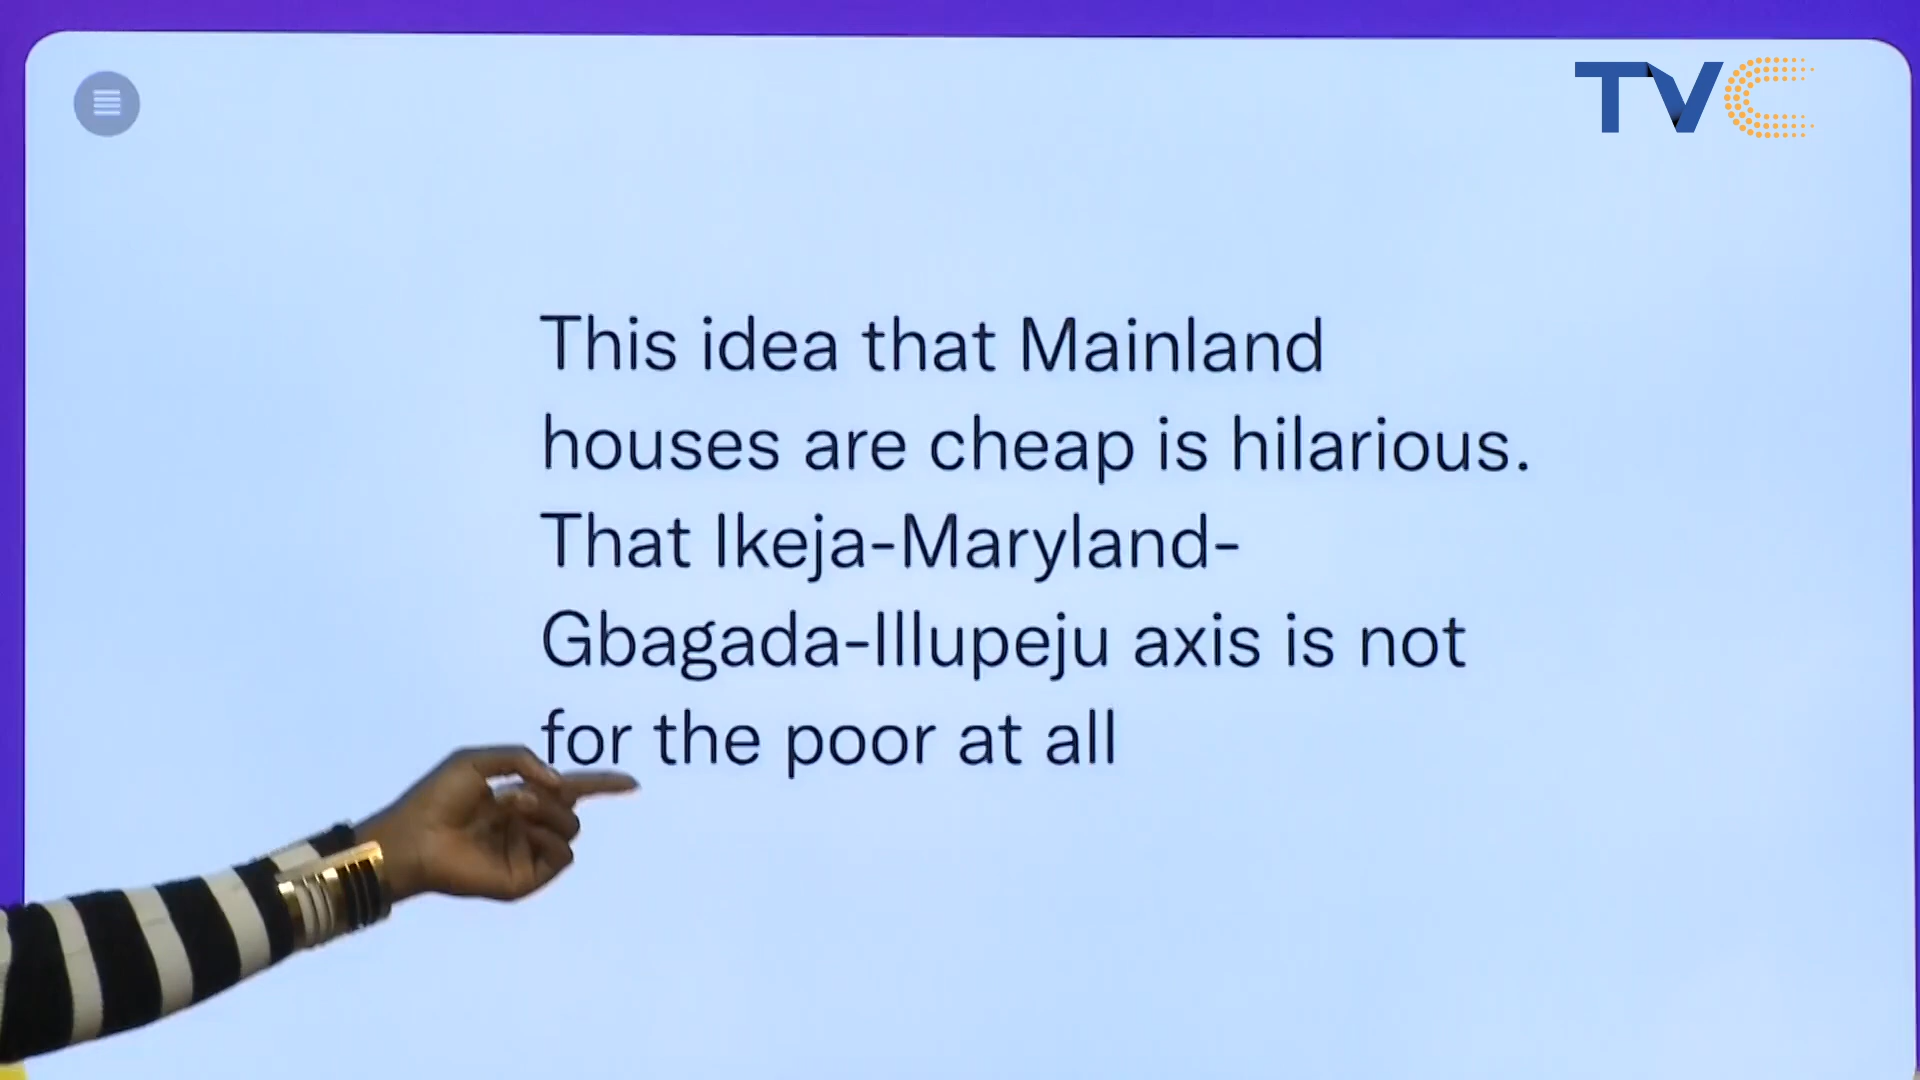 TVC
This idea that Mainland
houses are cheap is hilarious.
That Ikeja-Maryland-
Gbagada-Illupeju axis is not
for the poor at all